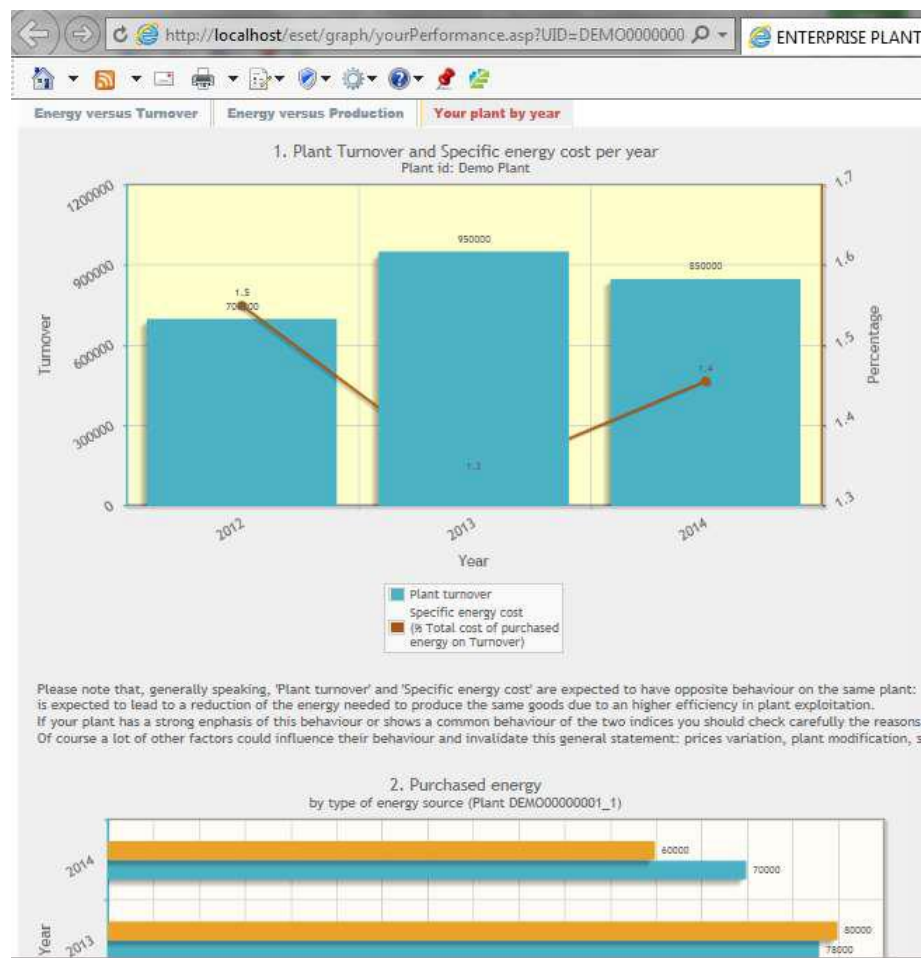 http://localhost/eset/graph/yourPerformance.asp?UID=DEMO0000000
ENTERPRISE PLANT
Energy versus Turnover
Energy versus Production
Your plant by year
1. Plant Turnover and Specific energy cost per year
Plant id: Demo Plant
1200000
900000
600000
300000
0
Turnover
1.7
1.6
1.5
1.4
1.3
Percentage
1.5
950000
850000
1.4
2012
2013
2014
Year
Plant turnover
Specific energy cost
(% Total cost of purchased
energy on Turnover)
Please note that, generally speaking, 'Plant turnover' and 'Specific energy cost' are expected to have opposite behaviour on the same plant:
is expected to lead to a reduction of the energy needed to produce the same goods due to an higher efficiency in plant exploitation.
If your plant has a strong enphasis of this behaviour or shows a common behaviour of the two indices you should check carefully the reasons
Of course a lot of other factors could influence their behaviour and invalidate this general statement: prices variation, plant modification, s
2. Purchased energy
by type of energy source (Plant DEMO00000001_1)
2014
60000
70000
Year
2013
80000
78000